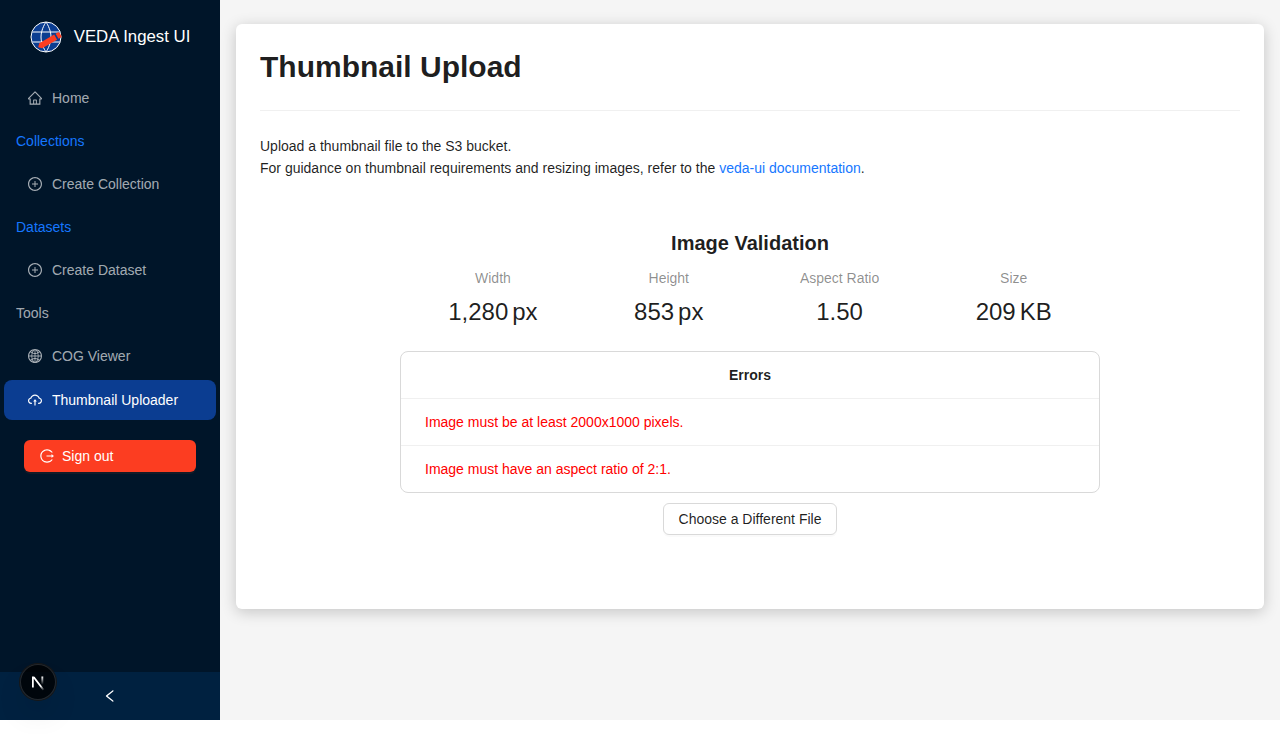 VEDA Ingest UI
Home
Collections
Create Collection
Datasets
Create Dataset
Tools
COG Viewer
Thumbnail Uploader
Sign out
N
Thumbnail Upload
Upload a thumbnail file to the S3 bucket.
For guidance on thumbnail requirements and resizing images, refer to the veda-ui documentation.
Image Validation
Width Height Aspect Ratio Size
1,280 px 853 px 1.50 209 KB
Errors
Image must be at least 2000x1000 pixels.
Image must have an aspect ratio of 2:1.
Choose a Different File